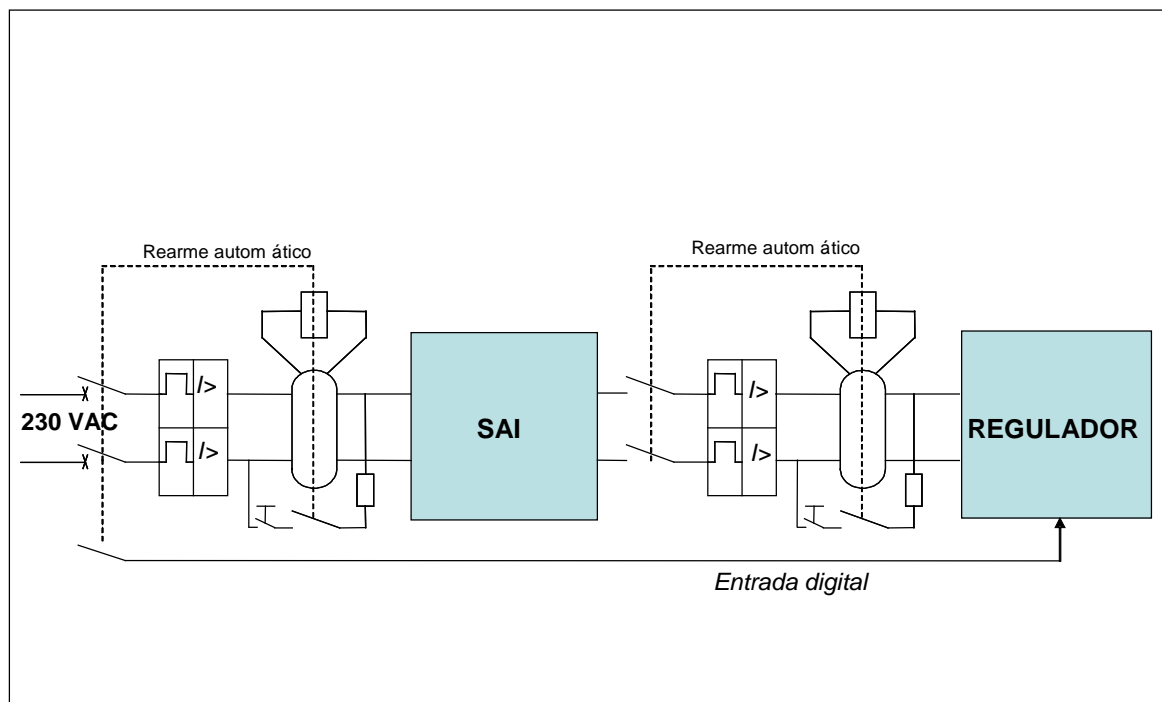 Rearme autom ático
Rearme autom ático
I>
I>
230 VAC
I>
I>
SAI
REGULADOR
Entrada digital